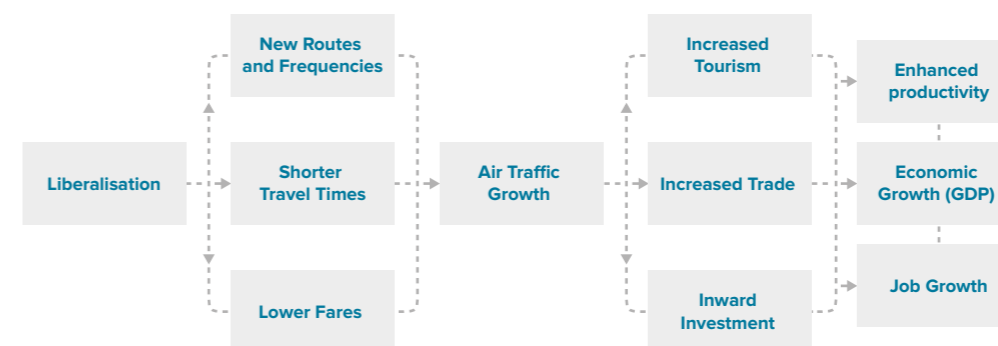 Liberalisation
New Routes
and Frequencies
Shorter
Travel Times
Lower Fares
Air Traffic
Growth
Increased
Tourism
Increased Trade
Inward
Investment
Enhanced
productivity
Economic
Growth (GDP)
Job Growth